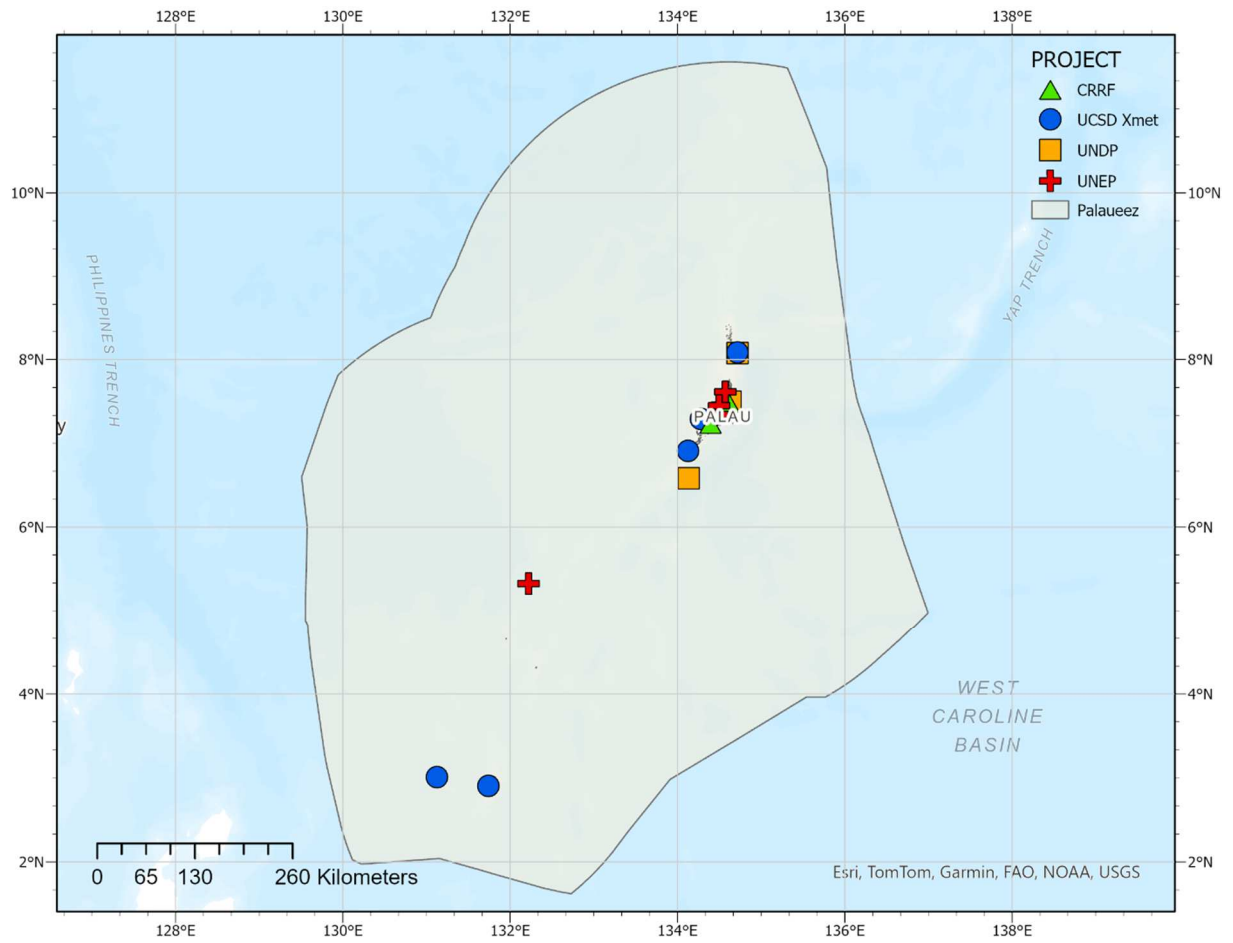 128°E 130°E 132°E 134°E 136°E 138°E
PROJECT
CRRF
UCSD Xmet
UNDP
UNEP
Palaueez
10°N 10°N
PHILIPPINES TRENCH
YAP TRENCH
8°N 8°N
PALAU
y
6°N 6°N
4°N 4°N
WEST
CAROLINE
BASIN
2°N 2°N
0 65 130 260 Kilometers
Esri, TomTom, Garmin, FAO, NOAA, USGS
128°E 130°E 132°E 134°E 136°E 138°E